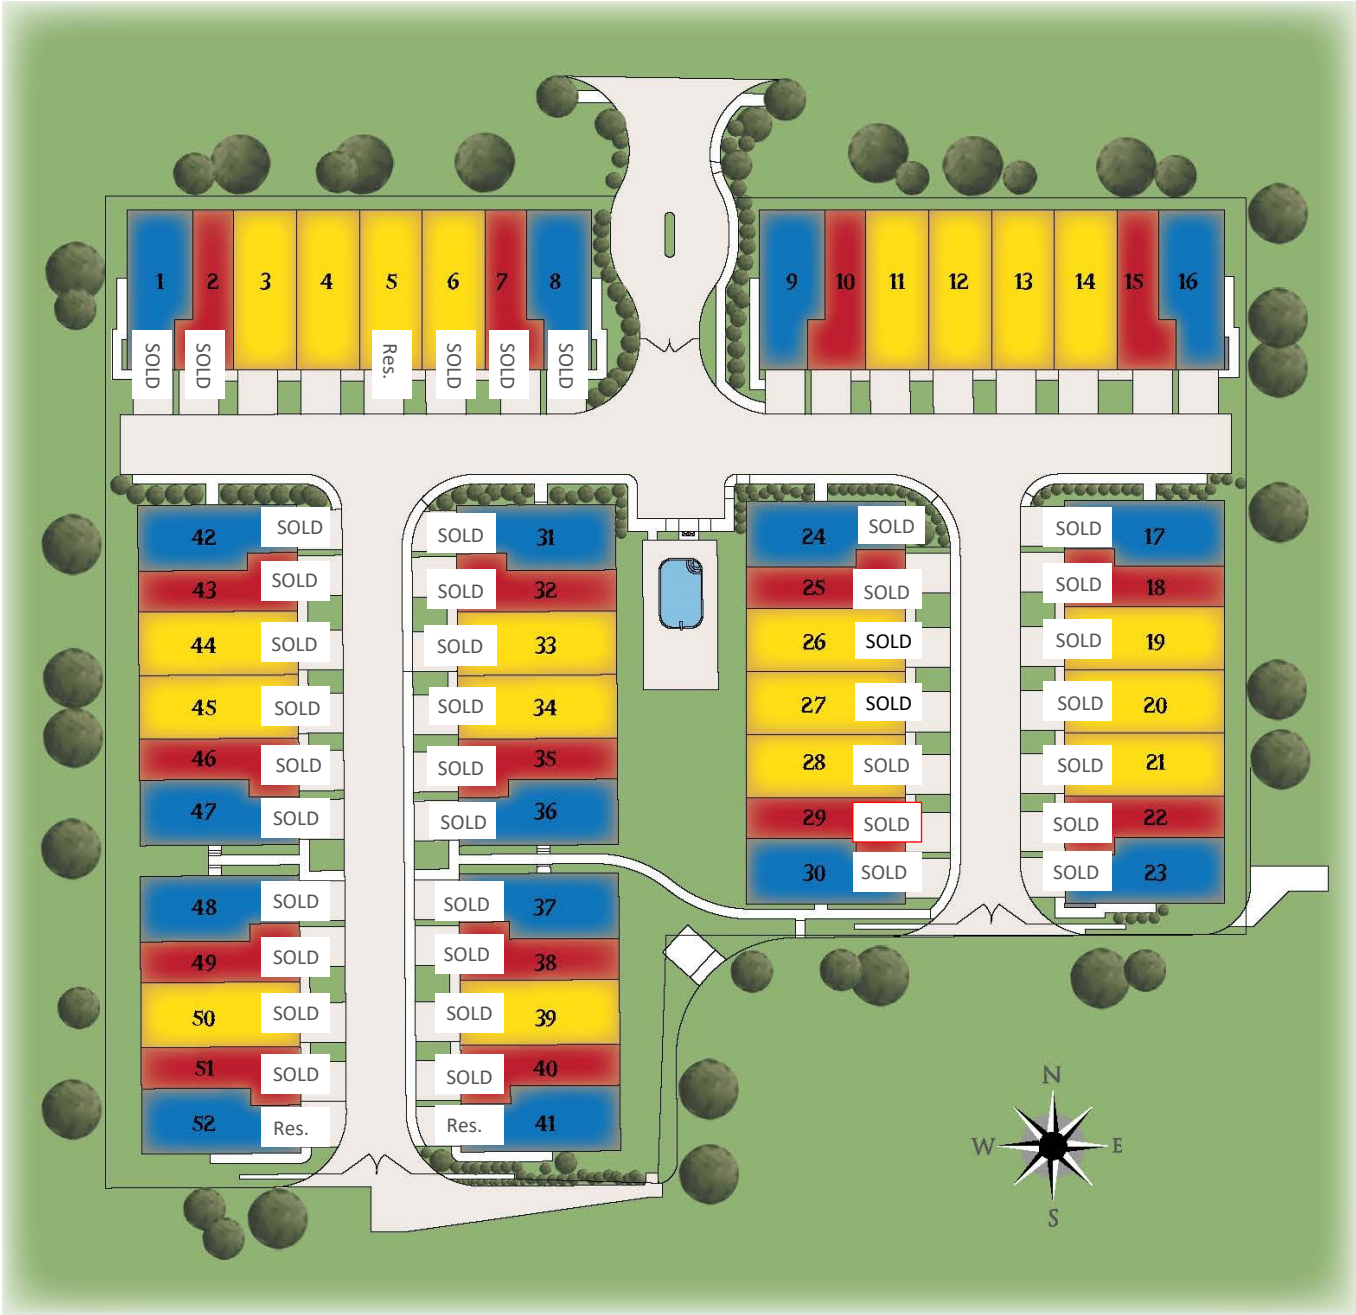 1 2 3 4 5 6 7 8
9 10 11 12 13 14 15 16
SOLD SOLD Res. SOLD SOLD SOLD
42 SOLD
43 SOLD
44 SOLD
45 SOLD
46 SOLD
47 SOLD
48 SOLD
49 SOLD
50 SOLD
51 SOLD
52 Res.
SOLD 31
SOLD 32
SOLD 33
SOLD 34
SOLD 35
SOLD 36
SOLD 37
SOLD 38
SOLD 39
SOLD 40
Res. 41
24 SOLD
25 SOLD
26 SOLD
27 SOLD
28 SOLD
29 SOLD
30 SOLD
SOLD 17
SOLD 18
SOLD 19
SOLD 20
SOLD 21
SOLD 22
SOLD 23
N
W E
S